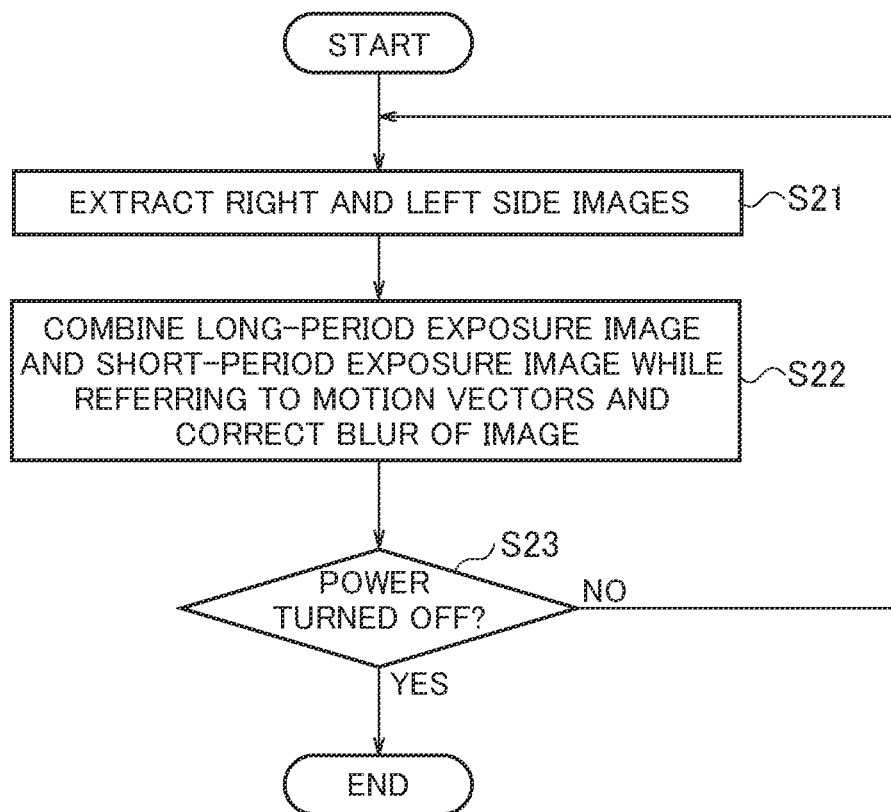 START
EXTRACT RIGHT AND LEFT SIDE IMAGES
S21
COMBINE LONG-PERIOD EXPOSURE IMAGE
AND SHORT-PERIOD EXPOSURE IMAGE WHILE
REFERRING TO MOTION VECTORS AND
CORRECT BLUR OF IMAGE
S22
S23
POWER
TURNED OFF?
NO
YES
END